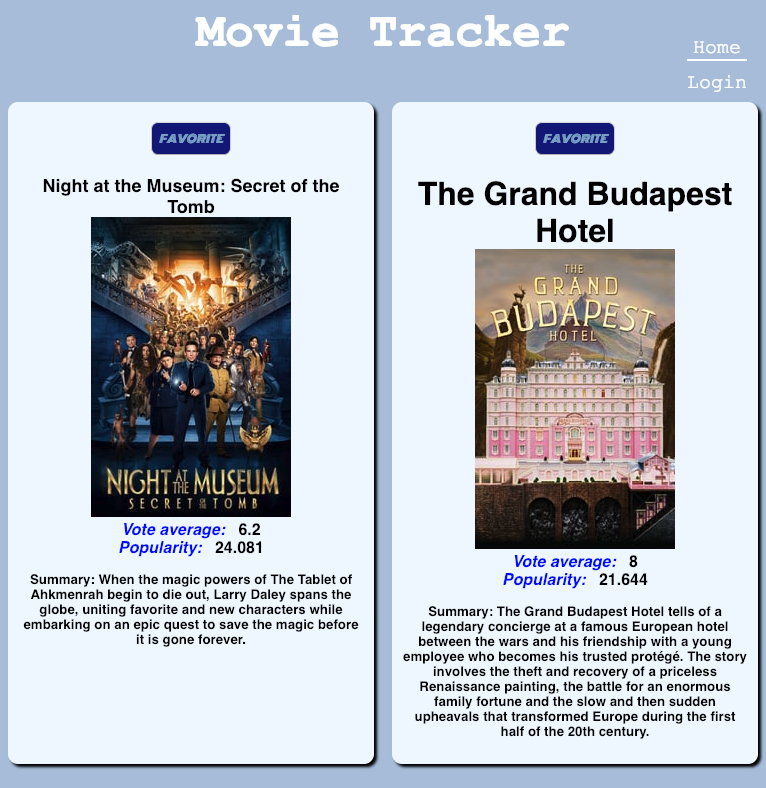 Movie Tracker
Home
Login
FAVORITE
Night at the Museum: Secret of the
Tomb
NIGHT AT THE MUSEUM
SECRET OF THE TOMB
Vote average: 6.2
Popularity: 24.081
Summary: When the magic powers of The Tablet of
Ahkmenrah begin to die out, Larry Daley spans the
globe, uniting favorite and new characters while
embarking on an epic quest to save the magic before
it is gone forever.
FAVORITE
The Grand Budapest
Hotel
THE
GRAND
BUDAPEST
HOTEL
Vote average: 8
Popularity: 21.644
Summary: The Grand Budapest Hotel tells of a
legendary concierge at a famous European hotel
between the wars and his friendship with a young
employee who becomes his trusted protégé. The story
involves the theft and recovery of a priceless
Renaissance painting, the battle for an enormous
family fortune and the slow and then sudden
upheavals that transformed Europe during the first
half of the 20th century.